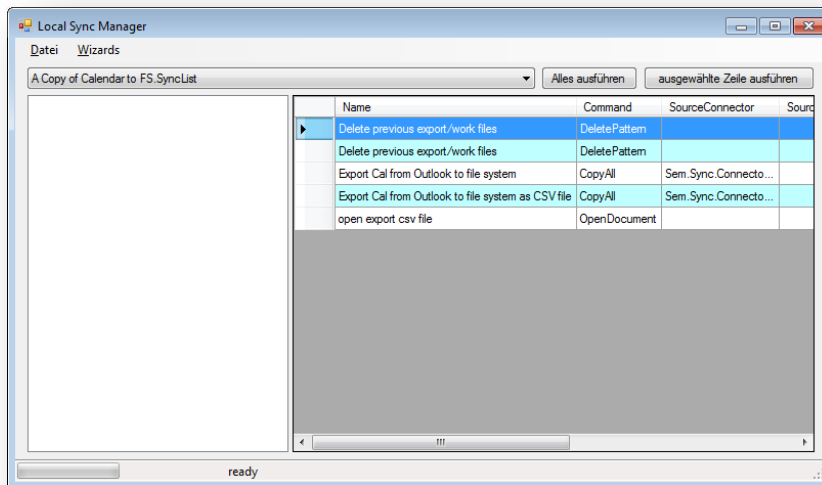 Local Sync Manager
Datei Wizards
A Copy of Calendar to FS.SyncList Alles ausführen ausgewählte Zeile ausführen
Name Command SourceConnector Sourc
Delete previous export/work files DeletePattern
Delete previous export/work files DeletePattern
Export Cal from Outlook to file system CopyAll Sem.Sync.Connecto...
Export Cal from Outlook to file system as CSV file CopyAll Sem.Sync.Connecto...
open export csv file OpenDocument
ready